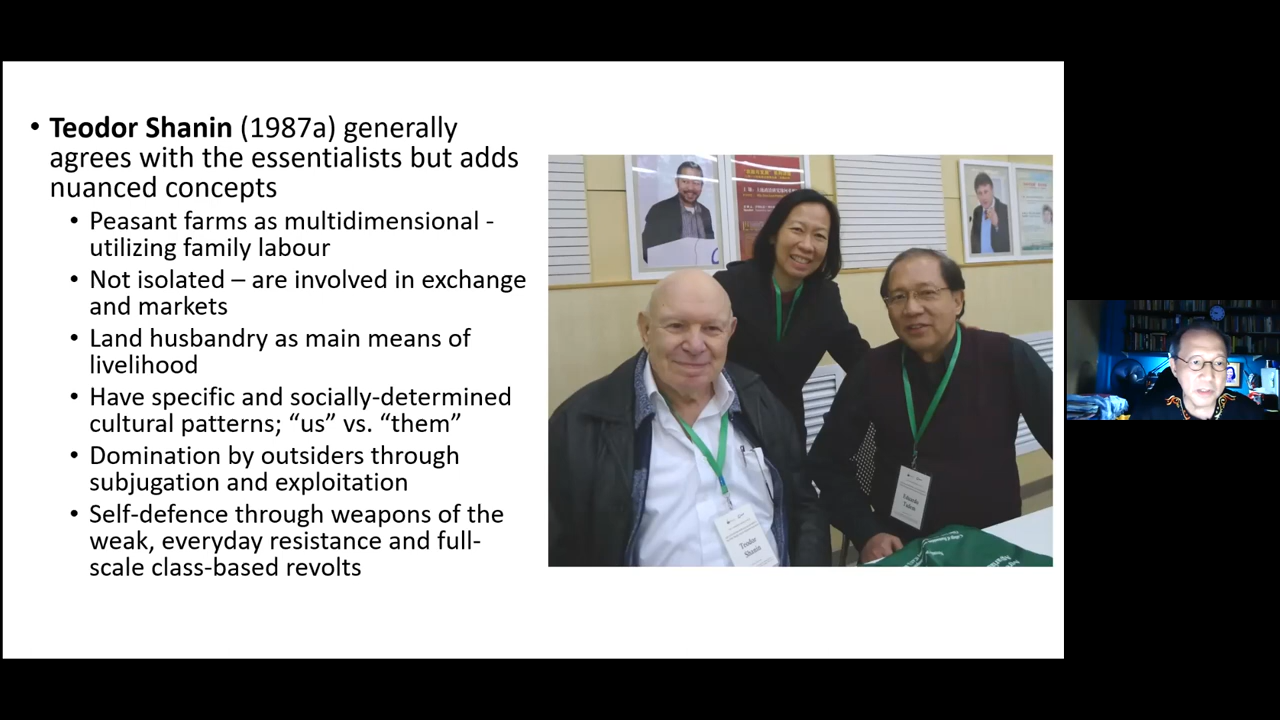 • Teodor Shanin (1987a) generally
agrees with the essentialists but adds
nuanced concepts
• Peasant farms as multidimensional -
utilizing family labour
• Not isolated – are involved in exchange
and markets
• Land husbandry as main means of
livelihood
• Have specific and socially-determined
cultural patterns; “us” vs. “them”
• Domination by outsiders through
subjugation and exploitation
• Self-defence through weapons of the
weak, everyday resistance and full-
scale class-based revolts
Teodor
Shanin
Eduardo
Tadem